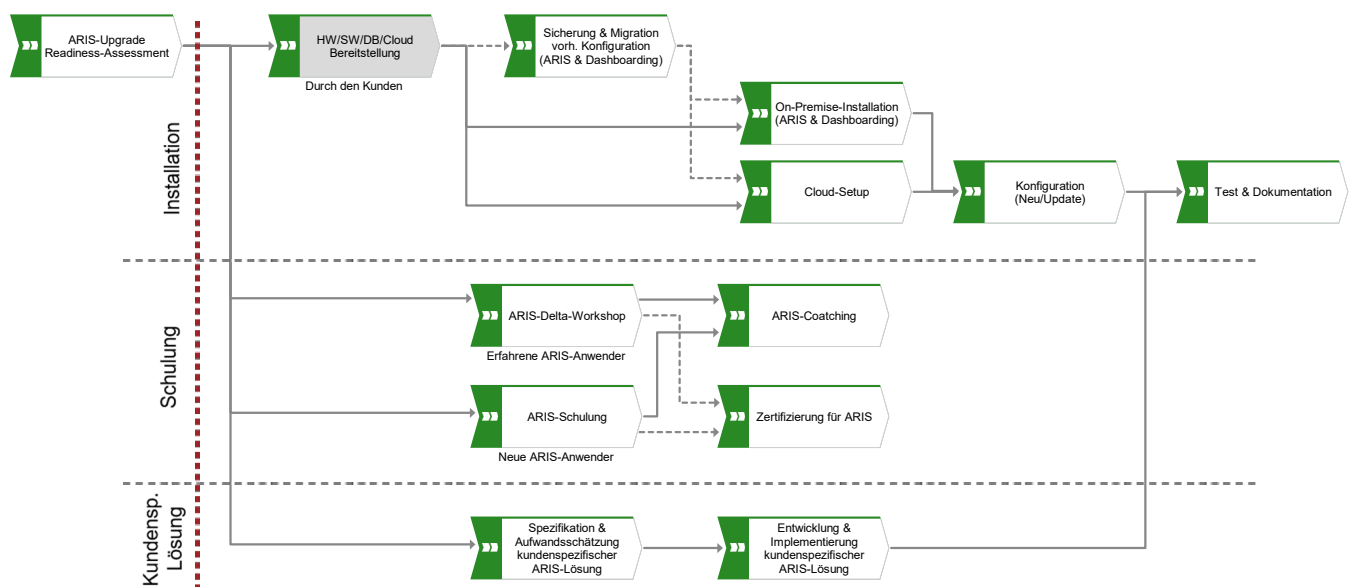 ARIS-Upgrade
Readiness-Assessment
HW/SW/DB/Cloud
Bereitstellung
Durch den Kunden
Sicherung & Migration
vorh. Konfiguration
(ARIS & Dashboarding)
On-Premise-Installation
(ARIS & Dashboarding)
Cloud-Setup
Konfiguration
(Neu/Update)
Test & Dokumentation
Installation
Schulung
ARIS-Delta-Workshop
Erfahrene ARIS-Anwender
ARIS-Coatching
ARIS-Schulung
Neue ARIS-Anwender
Zertifizierung für ARIS
Kundensp.
Lösung
Spezifikation &
Aufwandsschätzung
kundenspezifischer
ARIS-Lösung
Entwicklung &
Implementierung
kundenspezifischer
ARIS-Lösung